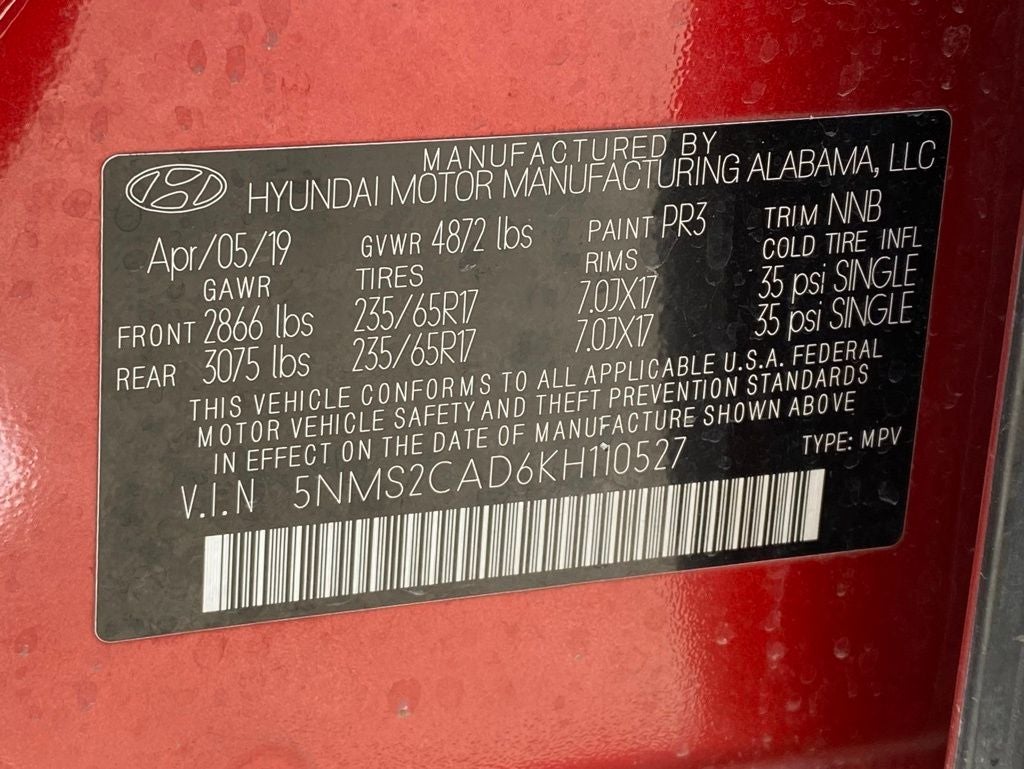 MANUFACTURED BY
HYUNDAI MOTOR MANUFACTURING ALABAMA, LLC
Apr/05/19 GVWR 4872 lbs PAINT PR3 TRIM NNB
GAWR TIRES RIMS COLD TIRE INFL
FRONT 2866 lbs 235/65R17 7.0JX17 35 psi SINGLE
REAR 3075 lbs 235/65R17 7.0JX17 35 psi SINGLE
THIS VEHICLE CONFORMS TO ALL APPLICABLE U.S.A. FEDERAL
MOTOR VEHICLE SAFETY AND THEFT PREVENTION STANDARDS
IN EFFECT ON THE DATE OF MANUFACTURE SHOWN ABOVE
V.I.N 5NMS2CAD6KH110527 TYPE: MPV